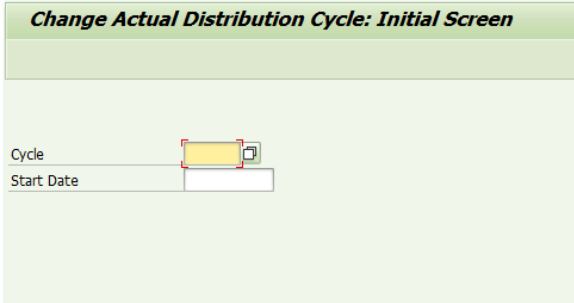 Change Actual Distribution Cycle: Initial Screen
Cycle
Start Date